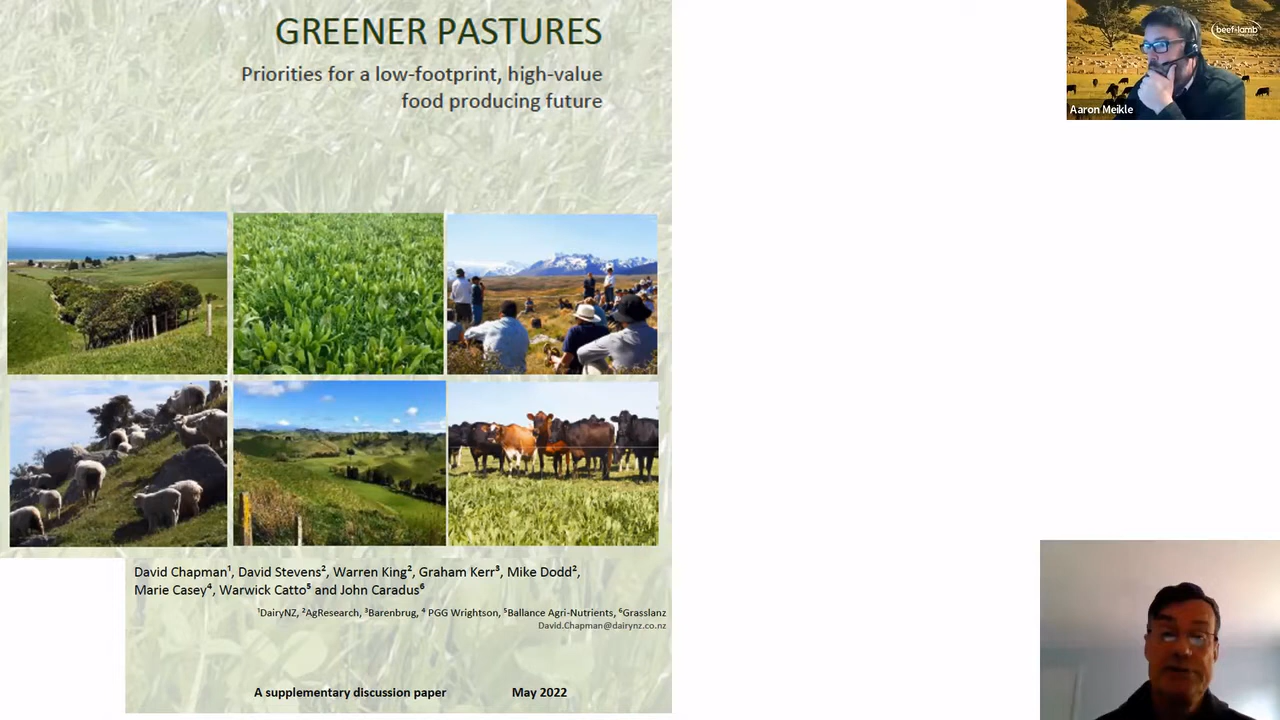 GREENER PASTURES
Priorities for a low-footprint, high-value
food producing future
beef+lamb
Aaron Meikle
David Chapman¹, David Stevens², Warren King², Graham Kerr³, Mike Dodd²,
Marie Casey⁴, Warwick Catto⁵ and John Caradus⁶
¹DairyNZ, ²AgResearch, ³Barenbrug, ⁴ PGG Wrightson, ⁵Ballance Agri-Nutrients, ⁶Grasslanz
David.Chapman@dairynz.co.nz
A supplementary discussion paper May 2022